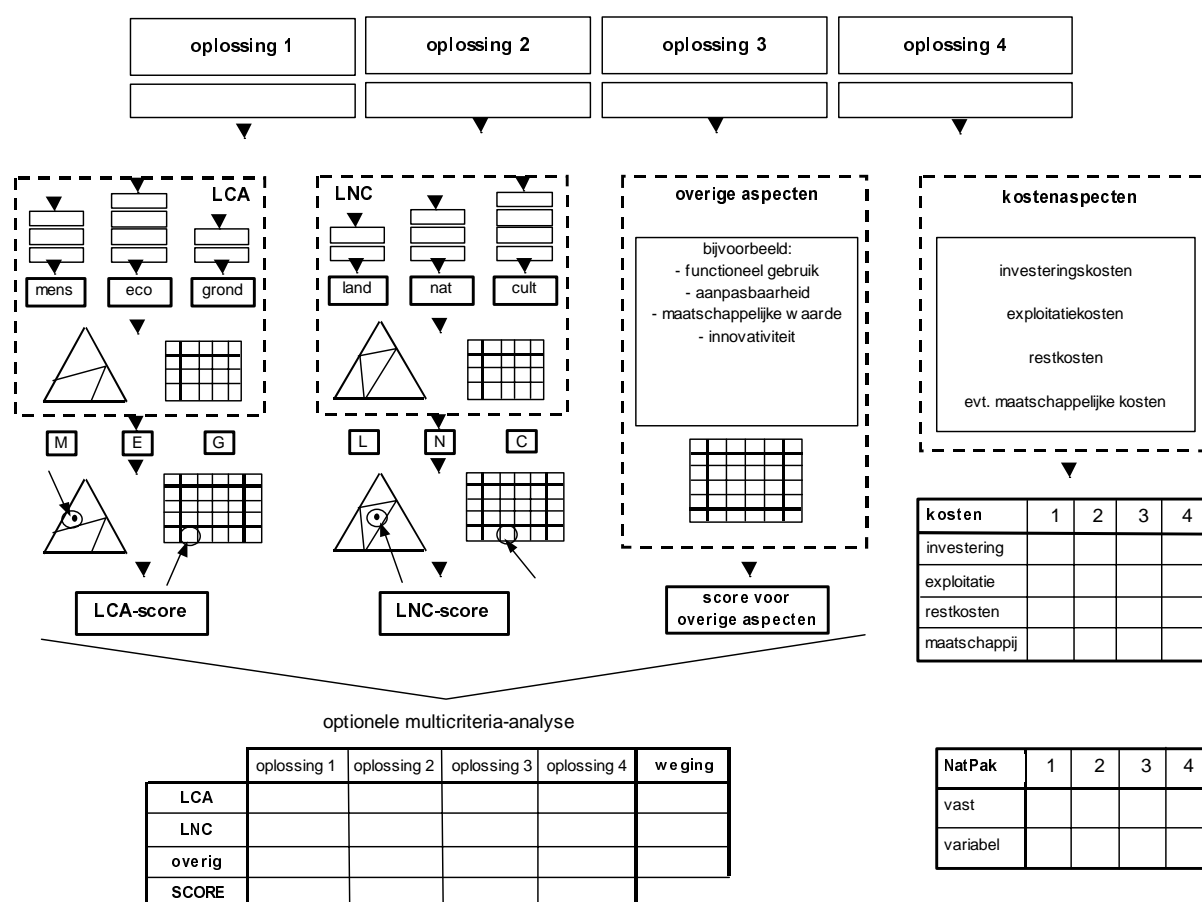 oplossing 1
oplossing 2
oplossing 3
oplossing 4
LCA
mens
eco
grond
LNC
land
nat
cult
overige aspecten
bijvoorbeeld:
- functioneel gebruik
- aanpasbaarheid
- maatschappelijke waarde
- innovativiteit
kostenaspecten
investeringskosten
exploitatiekosten
restkosten
evt. maatschappelijke kosten
M
E
G
L
N
C
LCA-score
LNC-score
score voor
overige aspecten
kosten 1 2 3 4
investering
exploitatie
restkosten
maatschappij
optionele multicriteria-analyse
oplossing 1 oplossing 2 oplossing 3 oplossing 4 weging
LCA
LNC
overig
SCORE
NatPak 1 2 3 4
vast
variabel